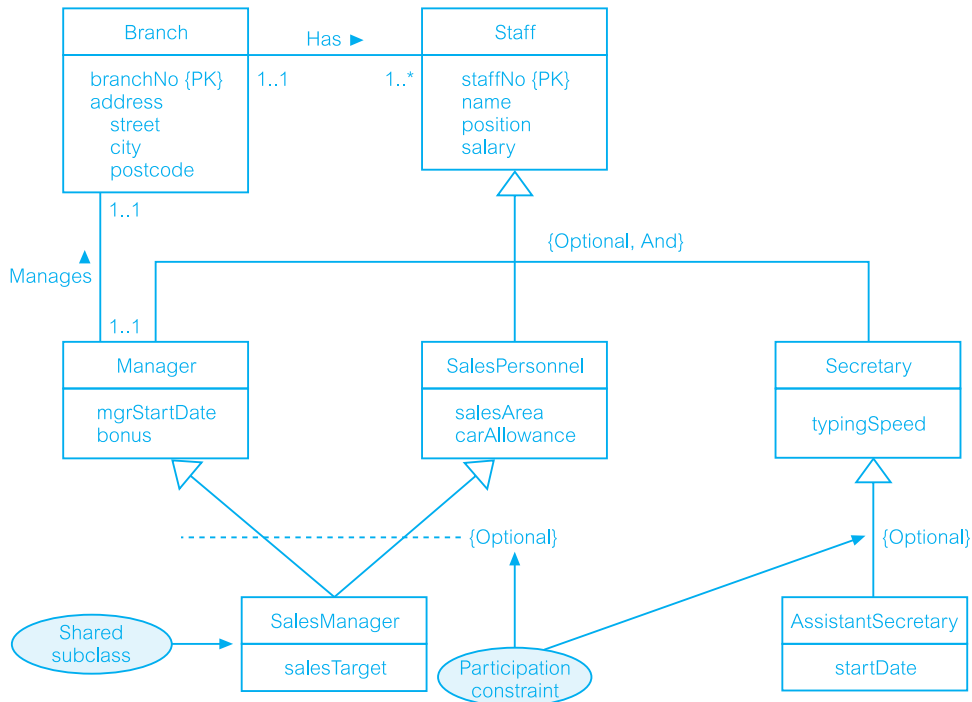 Branch
Has ►
Staff
branchNo {PK}
address
street
city
postcode
1..1
1..*
staffNo {PK}
name
position
salary
1..1
{Optional, And}
Manages
1..1
Manager
SalesPersonnel
Secretary
mgrStartDate
bonus
salesArea
carAllowance
typingSpeed
{Optional}
{Optional}
Shared
subclass
SalesManager
salesTarget
Participation
constraint
AssistantSecretary
startDate